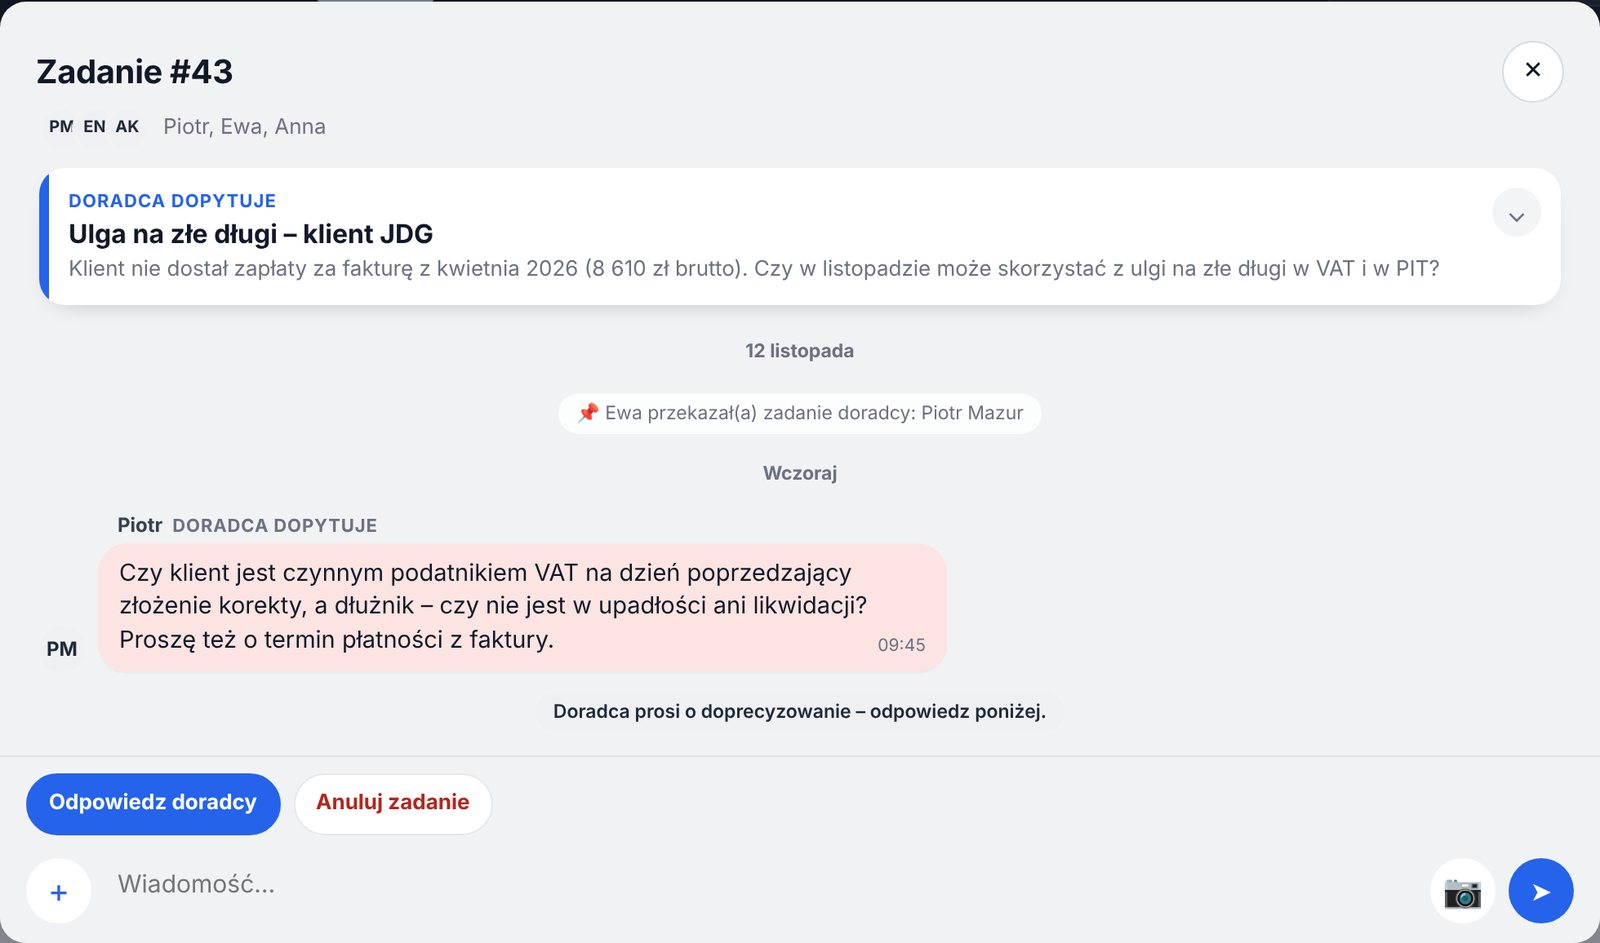 Zadanie #43
PM EN AK Piotr, Ewa, Anna
DORADCA DOPYTUJE
Ulga na złe długi – klient JDG
Klient nie dostał zapłaty za fakturę z kwietnia 2026 (8 610 zł brutto). Czy w listopadzie może skorzystać z ulgi na złe długi w VAT i w PIT?
12 listopada
Ewa przekazał(a) zadanie doradcy: Piotr Mazur
Wczoraj
Piotr DORADCA DOPYTUJE
Czy klient jest czynnym podatnikiem VAT na dzień poprzedzający
złożenie korekty, a dłużnik – czy nie jest w upadłości ani likwidacji?
Proszę też o termin płatności z faktury.
09:45
PM
Doradca prosi o doprecyzowanie – odpowiedz poniżej.
Odpowiedz doradcy
Anuluj zadanie
Wiadomość...